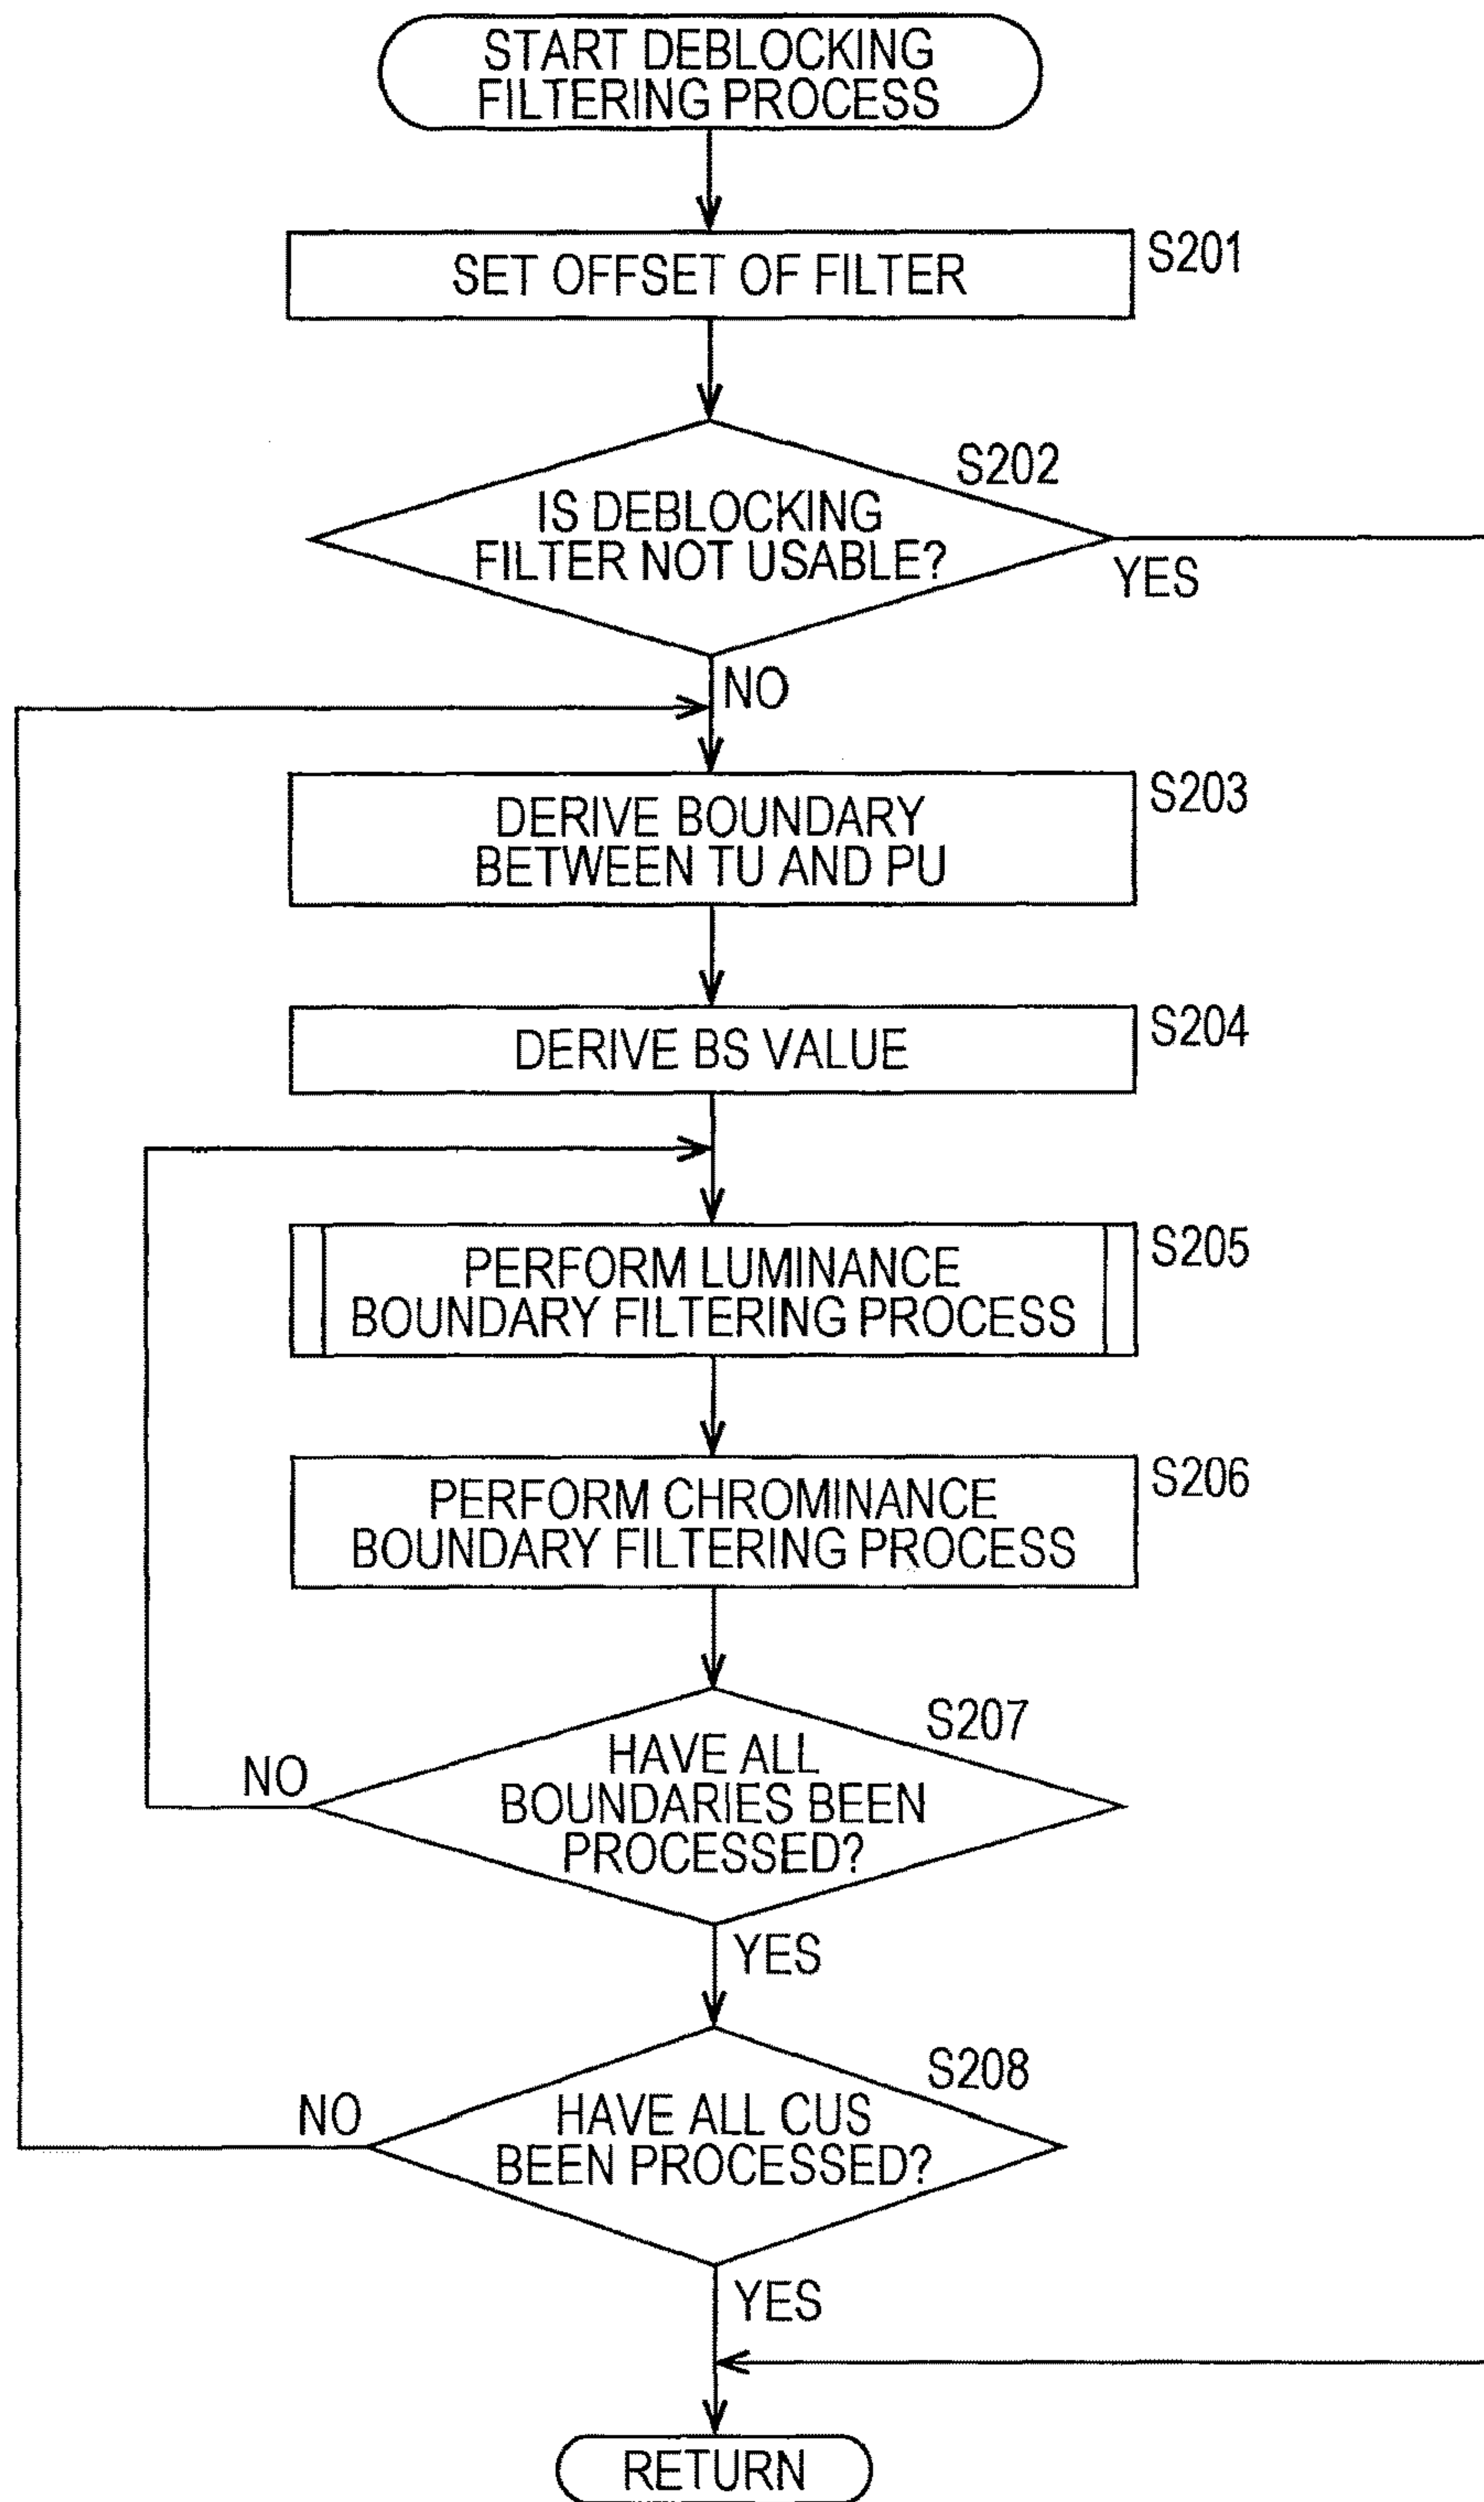 START DEBLOCKING
FILTERING PROCESS
SET OFFSET OF FILTER
S201
S202
IS DEBLOCKING
FILTER NOT USABLE?
YES
NO
S203
DERIVE BOUNDARY
BETWEEN TU AND PU
S204
DERIVE BS VALUE
S205
PERFORM LUMINANCE
BOUNDARY FILTERING PROCESS
S206
PERFORM CHROMINANCE
BOUNDARY FILTERING PROCESS
S207
HAVE ALL
BOUNDARIES BEEN
PROCESSED?
NO
YES
S208
HAVE ALL CUS
BEEN PROCESSED?
NO
YES
RETURN